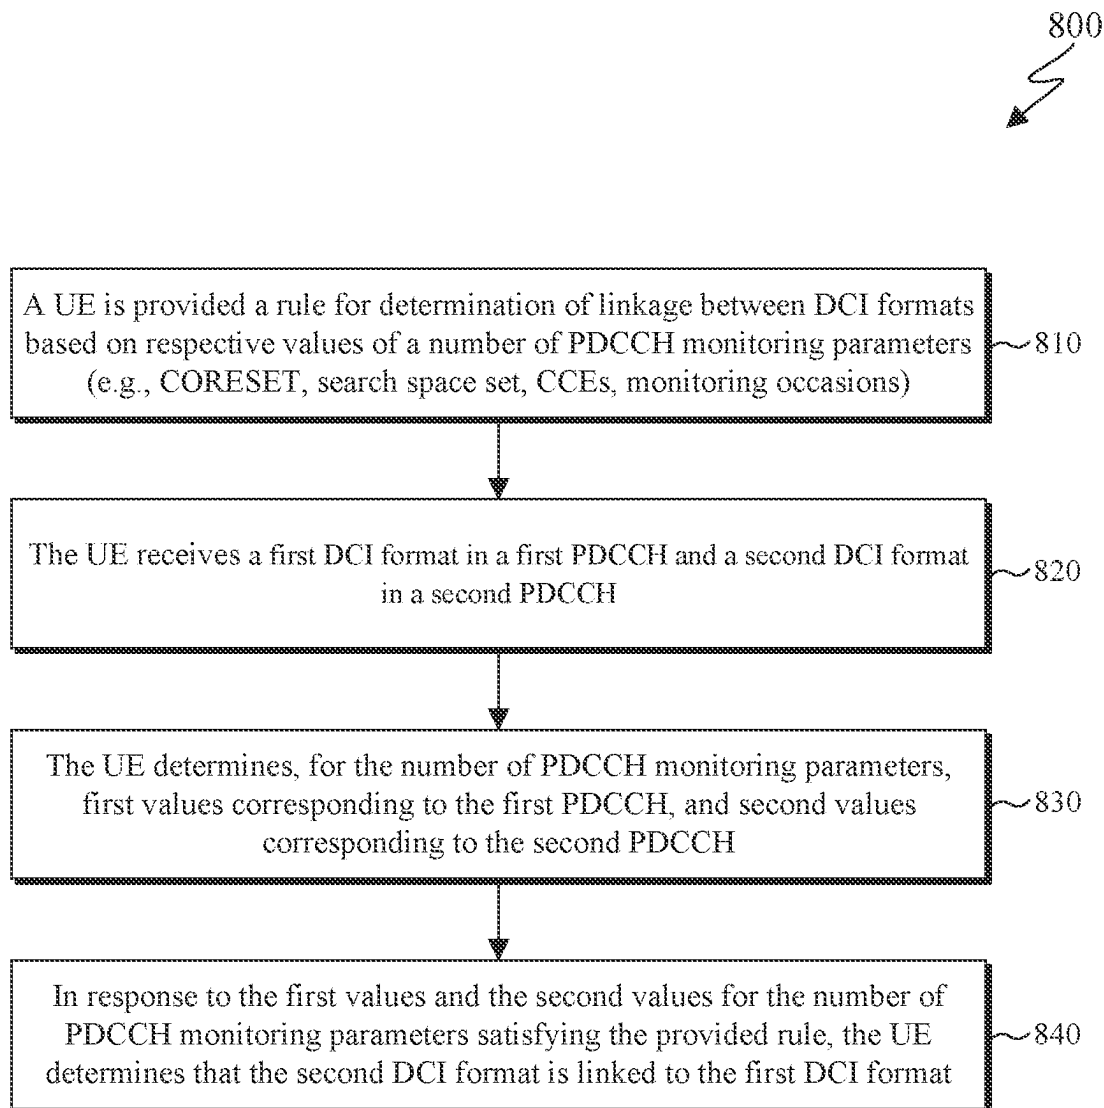 800
A UE is provided a rule for determination of linkage between DCI formats
based on respective values of a number of PDCCH monitoring parameters
(e.g., CORESET, search space set, CCEs, monitoring occasions)
810
The UE receives a first DCI format in a first PDCCH and a second DCI format
in a second PDCCH
820
The UE determines, for the number of PDCCH monitoring parameters,
first values corresponding to the first PDCCH, and second values
corresponding to the second PDCCH
830
In response to the first values and the second values for the number of
PDCCH monitoring parameters satisfying the provided rule, the UE
determines that the second DCI format is linked to the first DCI format
840